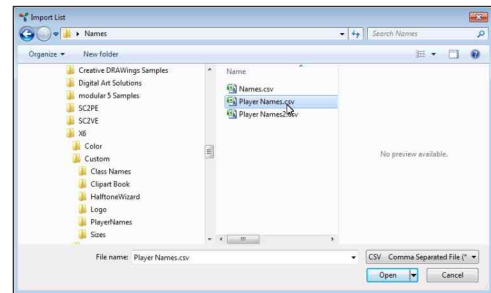 Import List
Names
Search Names
Organize
New folder
Creative DRAWings Samples
Digital Art Solutions
modular 5 Samples
SC2PE
SC2VE
X6
Color
Custom
Class Names
Clipart Book
HalftoneWizard
Logo
PlayerNames
Sizes
Name
Names.csv
Player Names.csv
Player Names2.csv
No preview available.
File name: Player Names.csv
CSV Comma Separated File (*
Open
Cancel